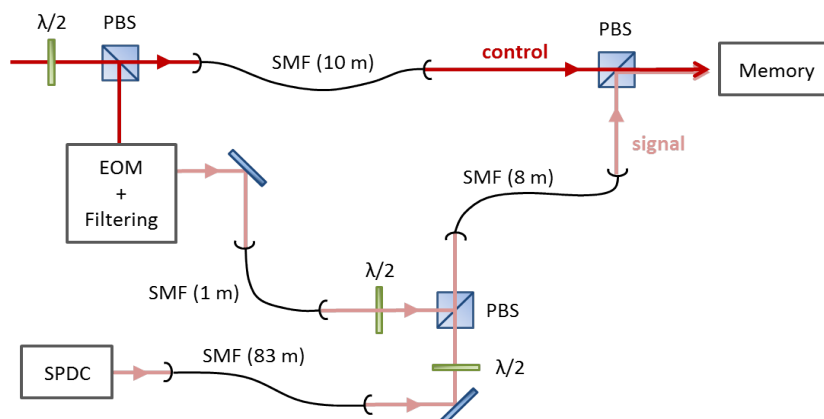 λ/2
PBS
SMF (10 m)
control
PBS
Memory
EOM
+
Filtering
signal
SMF (8 m)
SMF (1 m)
λ/2
PBS
SPDC
SMF (83 m)
λ/2